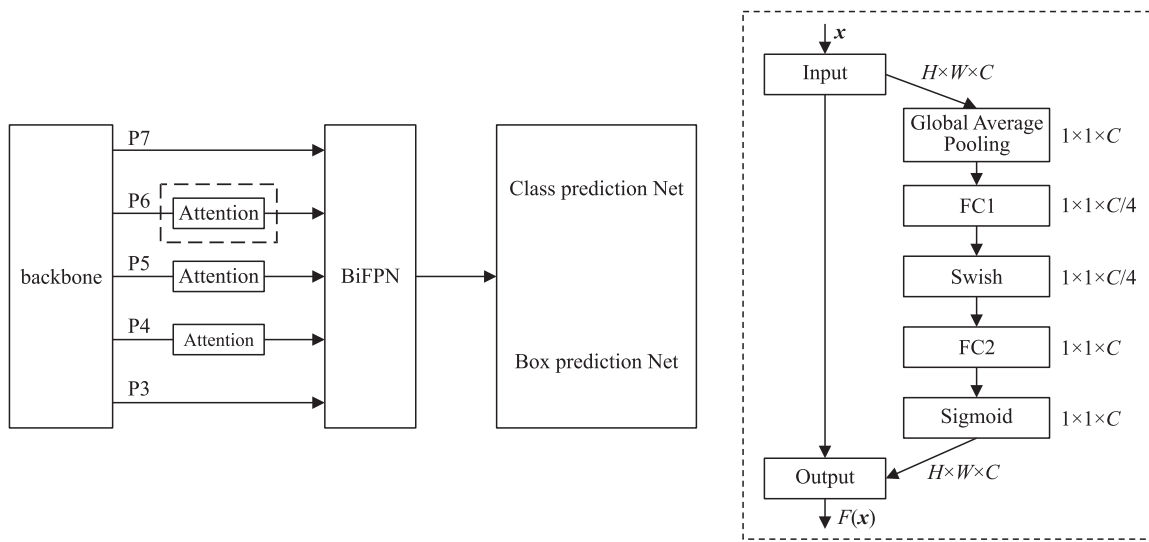 backbone
P7
P6
Attention
P5
Attention
P4
Attention
P3
BiFPN
Class prediction Net
Box prediction Net
x
Input
H×W×C
Global Average
Pooling
1×1×C
FC1
1×1×C/4
Swish
1×1×C/4
FC2
1×1×C
Sigmoid
1×1×C
H×W×C
Output
F(x)